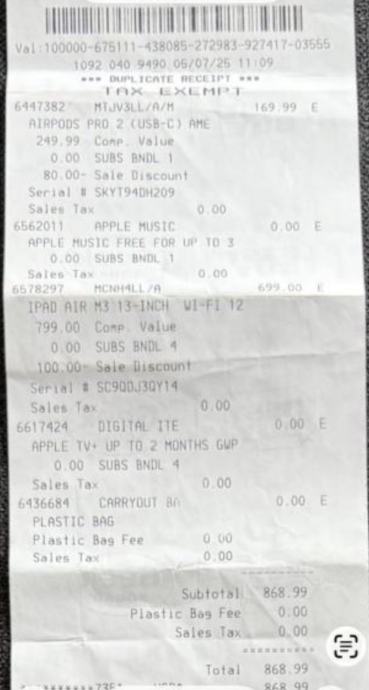 Val:100000-675111-438085-272983-927417-03555
1092 040 9490 05/07/25 11:09
*** DUPLICATE RECEIPT ***
TAX EXEMPT
6447382 MTJV3LL/A/M 169.99 E
AIRPODS PRO 2 (USB-C) AME
249.99 Comp. Value
0.00 SUBS BNDL 1
80.00- Sale Discount
Serial # SKYT94DH209
Sales Tax 0.00
6562011 APPLE MUSIC 0.00 E
APPLE MUSIC FREE FOR UP TO 3
0.00 SUBS BNDL 1
Sales Tax 0.00
6578297 MCNH4LL/A 699.00 E
IPAD AIR M3 13-INCH WI-FI 12
799.00 Comp. Value
0.00 SUBS BNDL 4
100.00- Sale Discount
Serial # SC9QDJ3QY14
Sales Tax 0.00
6617424 DIGITAL ITE 0.00 E
APPLE TV+ UP TO 2 MONTHS GWP
0.00 SUBS BNDL 4
Sales Tax 0.00
6436684 CARRYOUT BA 0.00 E
PLASTIC BAG
Plastic Bag Fee 0.00
Sales Tax 0.00
Subtotal 868.99
Plastic Bag Fee 0.00
Sales Tax 0.00
Total 868.99
868.99